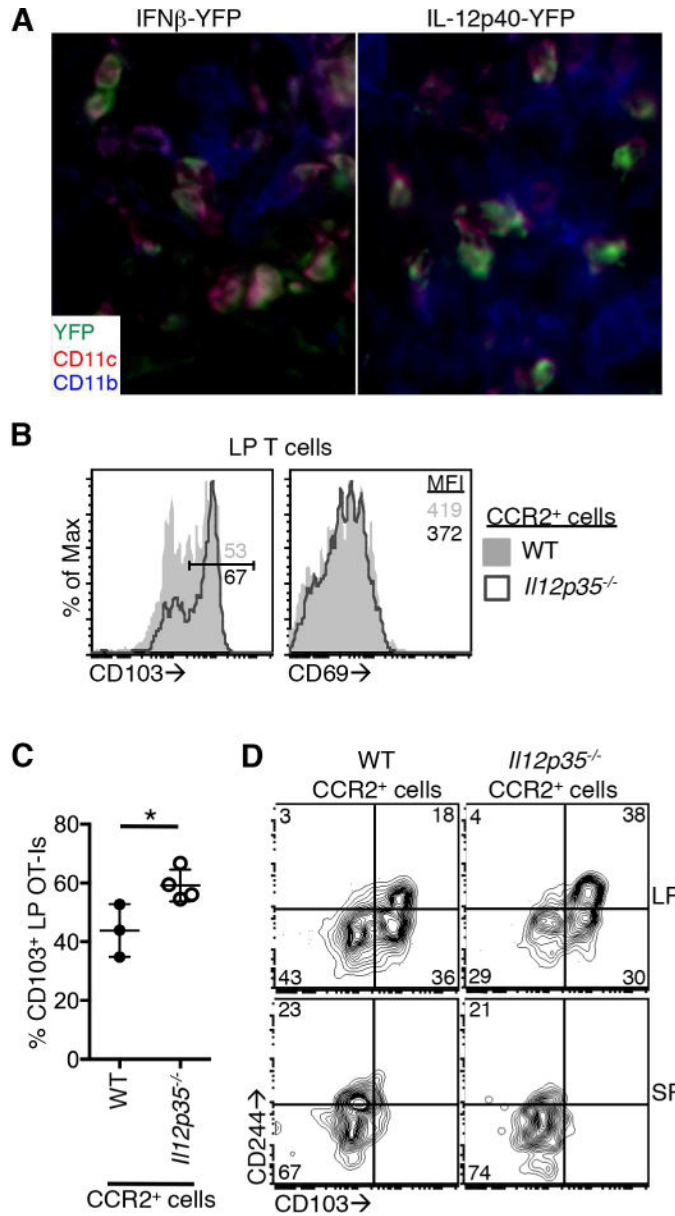 A
IFNβ-YFP
IL-12p40-YFP
YFP
CD11c
CD11b
B
LP T cells
% of Max
53
67
CD103→
MFI
419
372
CD69→
CCR2+ cells
WT
Il12p35-/-
C
% CD103+ LP OT-Is
80
60
40
20
0
*
WT
Il12p35-/-
CCR2+ cells
D
WT
CCR2+ cells
Il12p35-/-
CCR2+ cells
3
18
43
36
4
38
29
30
LP
23
67
21
74
SP
CD244→
CD103→